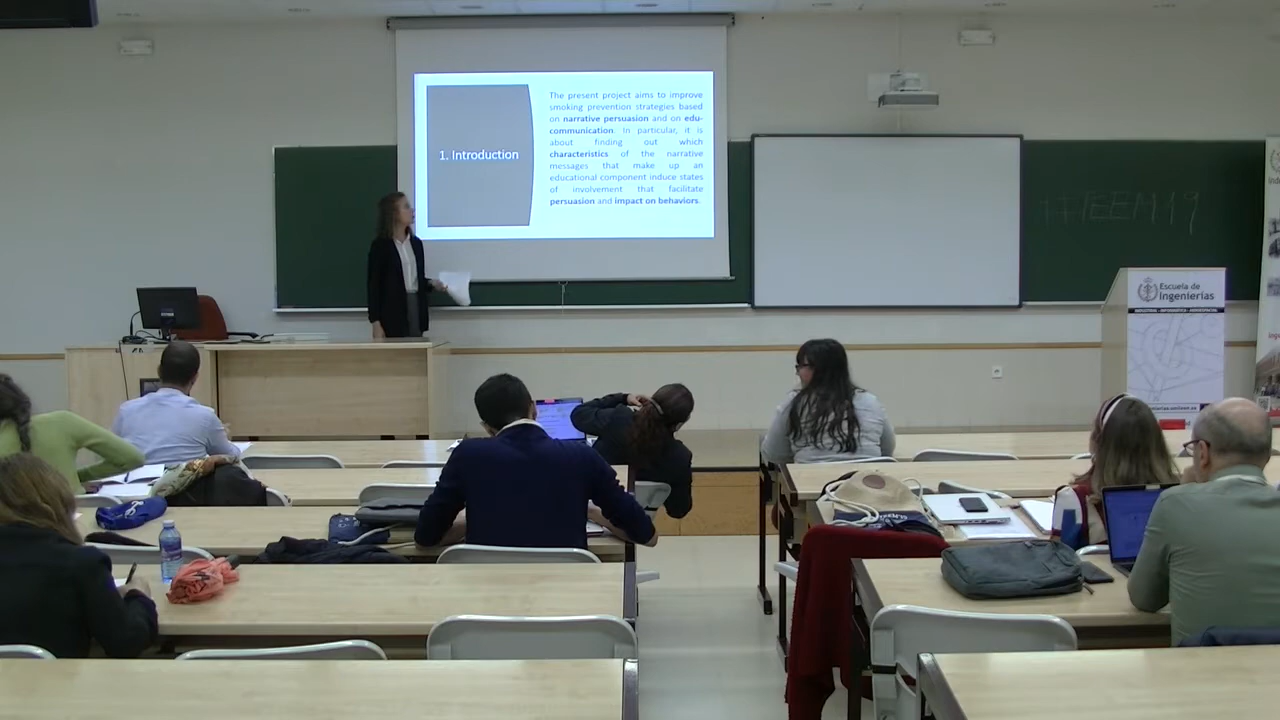 1. Introduction
The present project aims to improve
smoking prevention strategies based
on narrative persuasion and on edu-
communication. In particular, it is
about finding out which
characteristics of the narrative
messages that make up an
educational component induce states
of involvement that facilitate
persuasion and impact on behaviors.
#TEEM19
Escuela de
Ingenierías